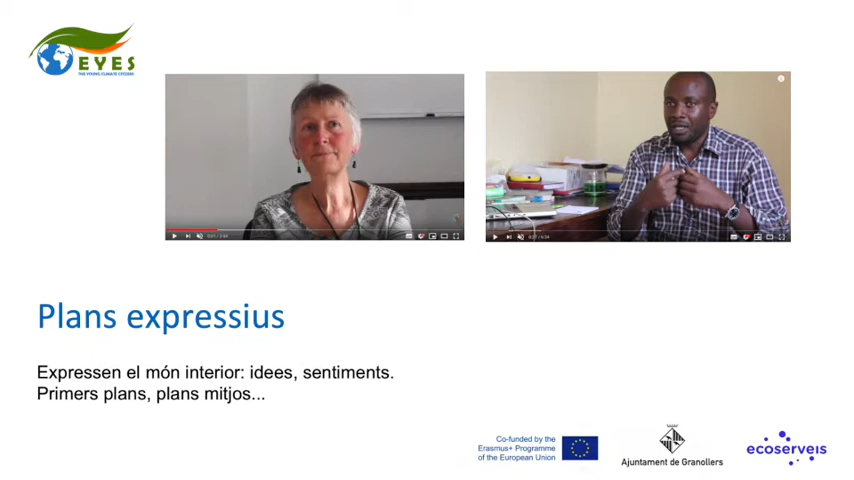 EYES
THE YOUNG CLIMATE CITIZENS
Plans expressius
Expressen el món interior: idees, sentiments.
Primers plans, plans mitjos...
Co-funded by the
Erasmus+ Programme
of the European Union
Ajuntament de Granollers
ecoserveis